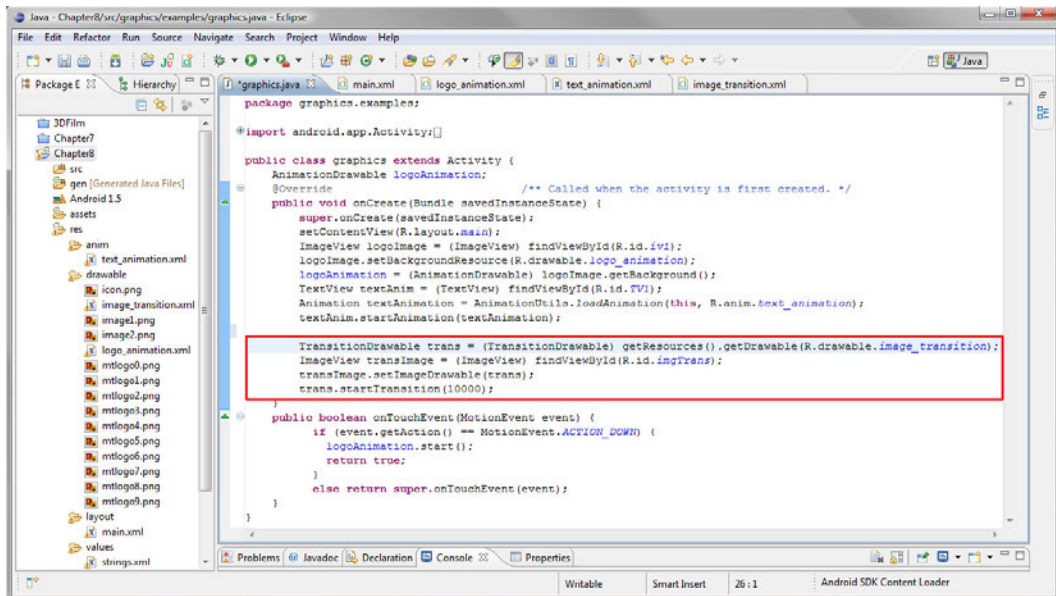 Java - Chapter8/src/graphics/examples/graphics.java - Eclipse
File Edit Refactor Run Source Navigate Search Project Window Help
Java
Package E
Hierarchy
*graphics.java
main.xml
logo_animation.xml
text_animation.xml
image_transition.xml
3DFilm
Chapter7
Chapter8
src
gen [Generated Java Files]
Android 1.5
assets
res
anim
text_animation.xml
drawable
icon.png
image_transition.xml
image1.png
image2.png
logo_animation.xml
mtlogo0.png
mtlogo1.png
mtlogo2.png
mtlogo3.png
mtlogo4.png
mtlogo5.png
mtlogo6.png
mtlogo7.png
mtlogo8.png
mtlogo9.png
layout
main.xml
values
strings.xml
package graphics.examples;
import android.app.Activity;
public class graphics extends Activity {
AnimationDrawable logoAnimation;
@Override /** Called when the activity is first created. */
public void onCreate(Bundle savedInstanceState) {
super.onCreate(savedInstanceState);
setContentView(R.layout.main);
ImageView logoImage = (ImageView) findViewById(R.id.iv1);
logoImage.setBackgroundResource(R.drawable.logo_animation);
logoAnimation = (AnimationDrawable) logoImage.getBackground();
TextView textAnim = (TextView) findViewById(R.id.TV1);
Animation textAnimation = AnimationUtils.loadAnimation(this, R.anim.text_animation);
textAnim.startAnimation(textAnimation);
TransitionDrawable trans = (TransitionDrawable) getResources().getDrawable(R.drawable.image_transition);
ImageView transImage = (ImageView) findViewById(R.id.imgTrans);
transImage.setImageDrawable(trans);
trans.startTransition(10000);
}
public boolean onTouchEvent(MotionEvent event) {
if (event.getAction() == MotionEvent.ACTION_DOWN) {
logoAnimation.start();
return true;
}
else return super.onTouchEvent(event);
}
}
Problems @ Javadoc Declaration Console Properties
Writable Smart Insert 26 : 1 Android SDK Content Loader